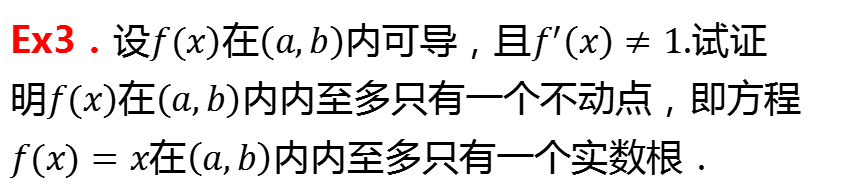 Ex3．设f(x)在(a,b)内可导，且f′(x) ≠ 1.试证
明f(x)在(a,b)内内至多只有一个不动点，即方程
f(x) = x在(a,b)内内至多只有一个实数根．